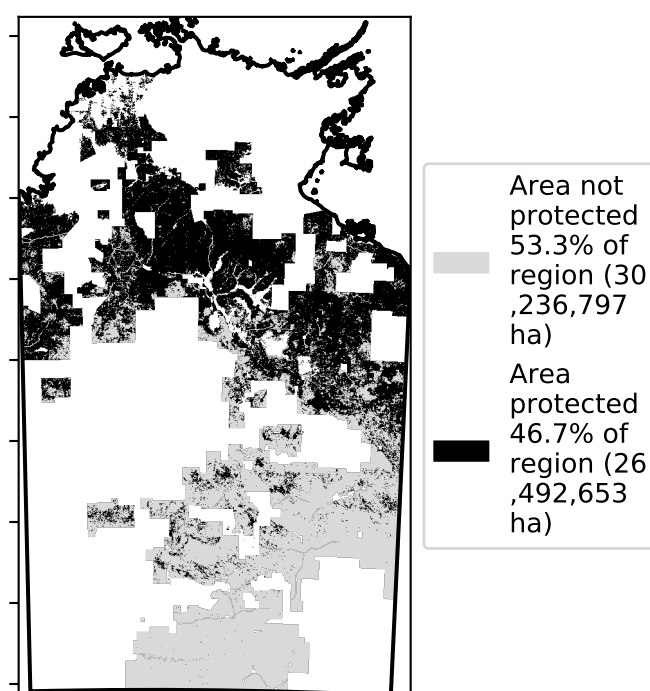 Area not
protected
53.3% of
region (30
,236,797
ha)
Area
protected
46.7% of
region (26
,492,653
ha)